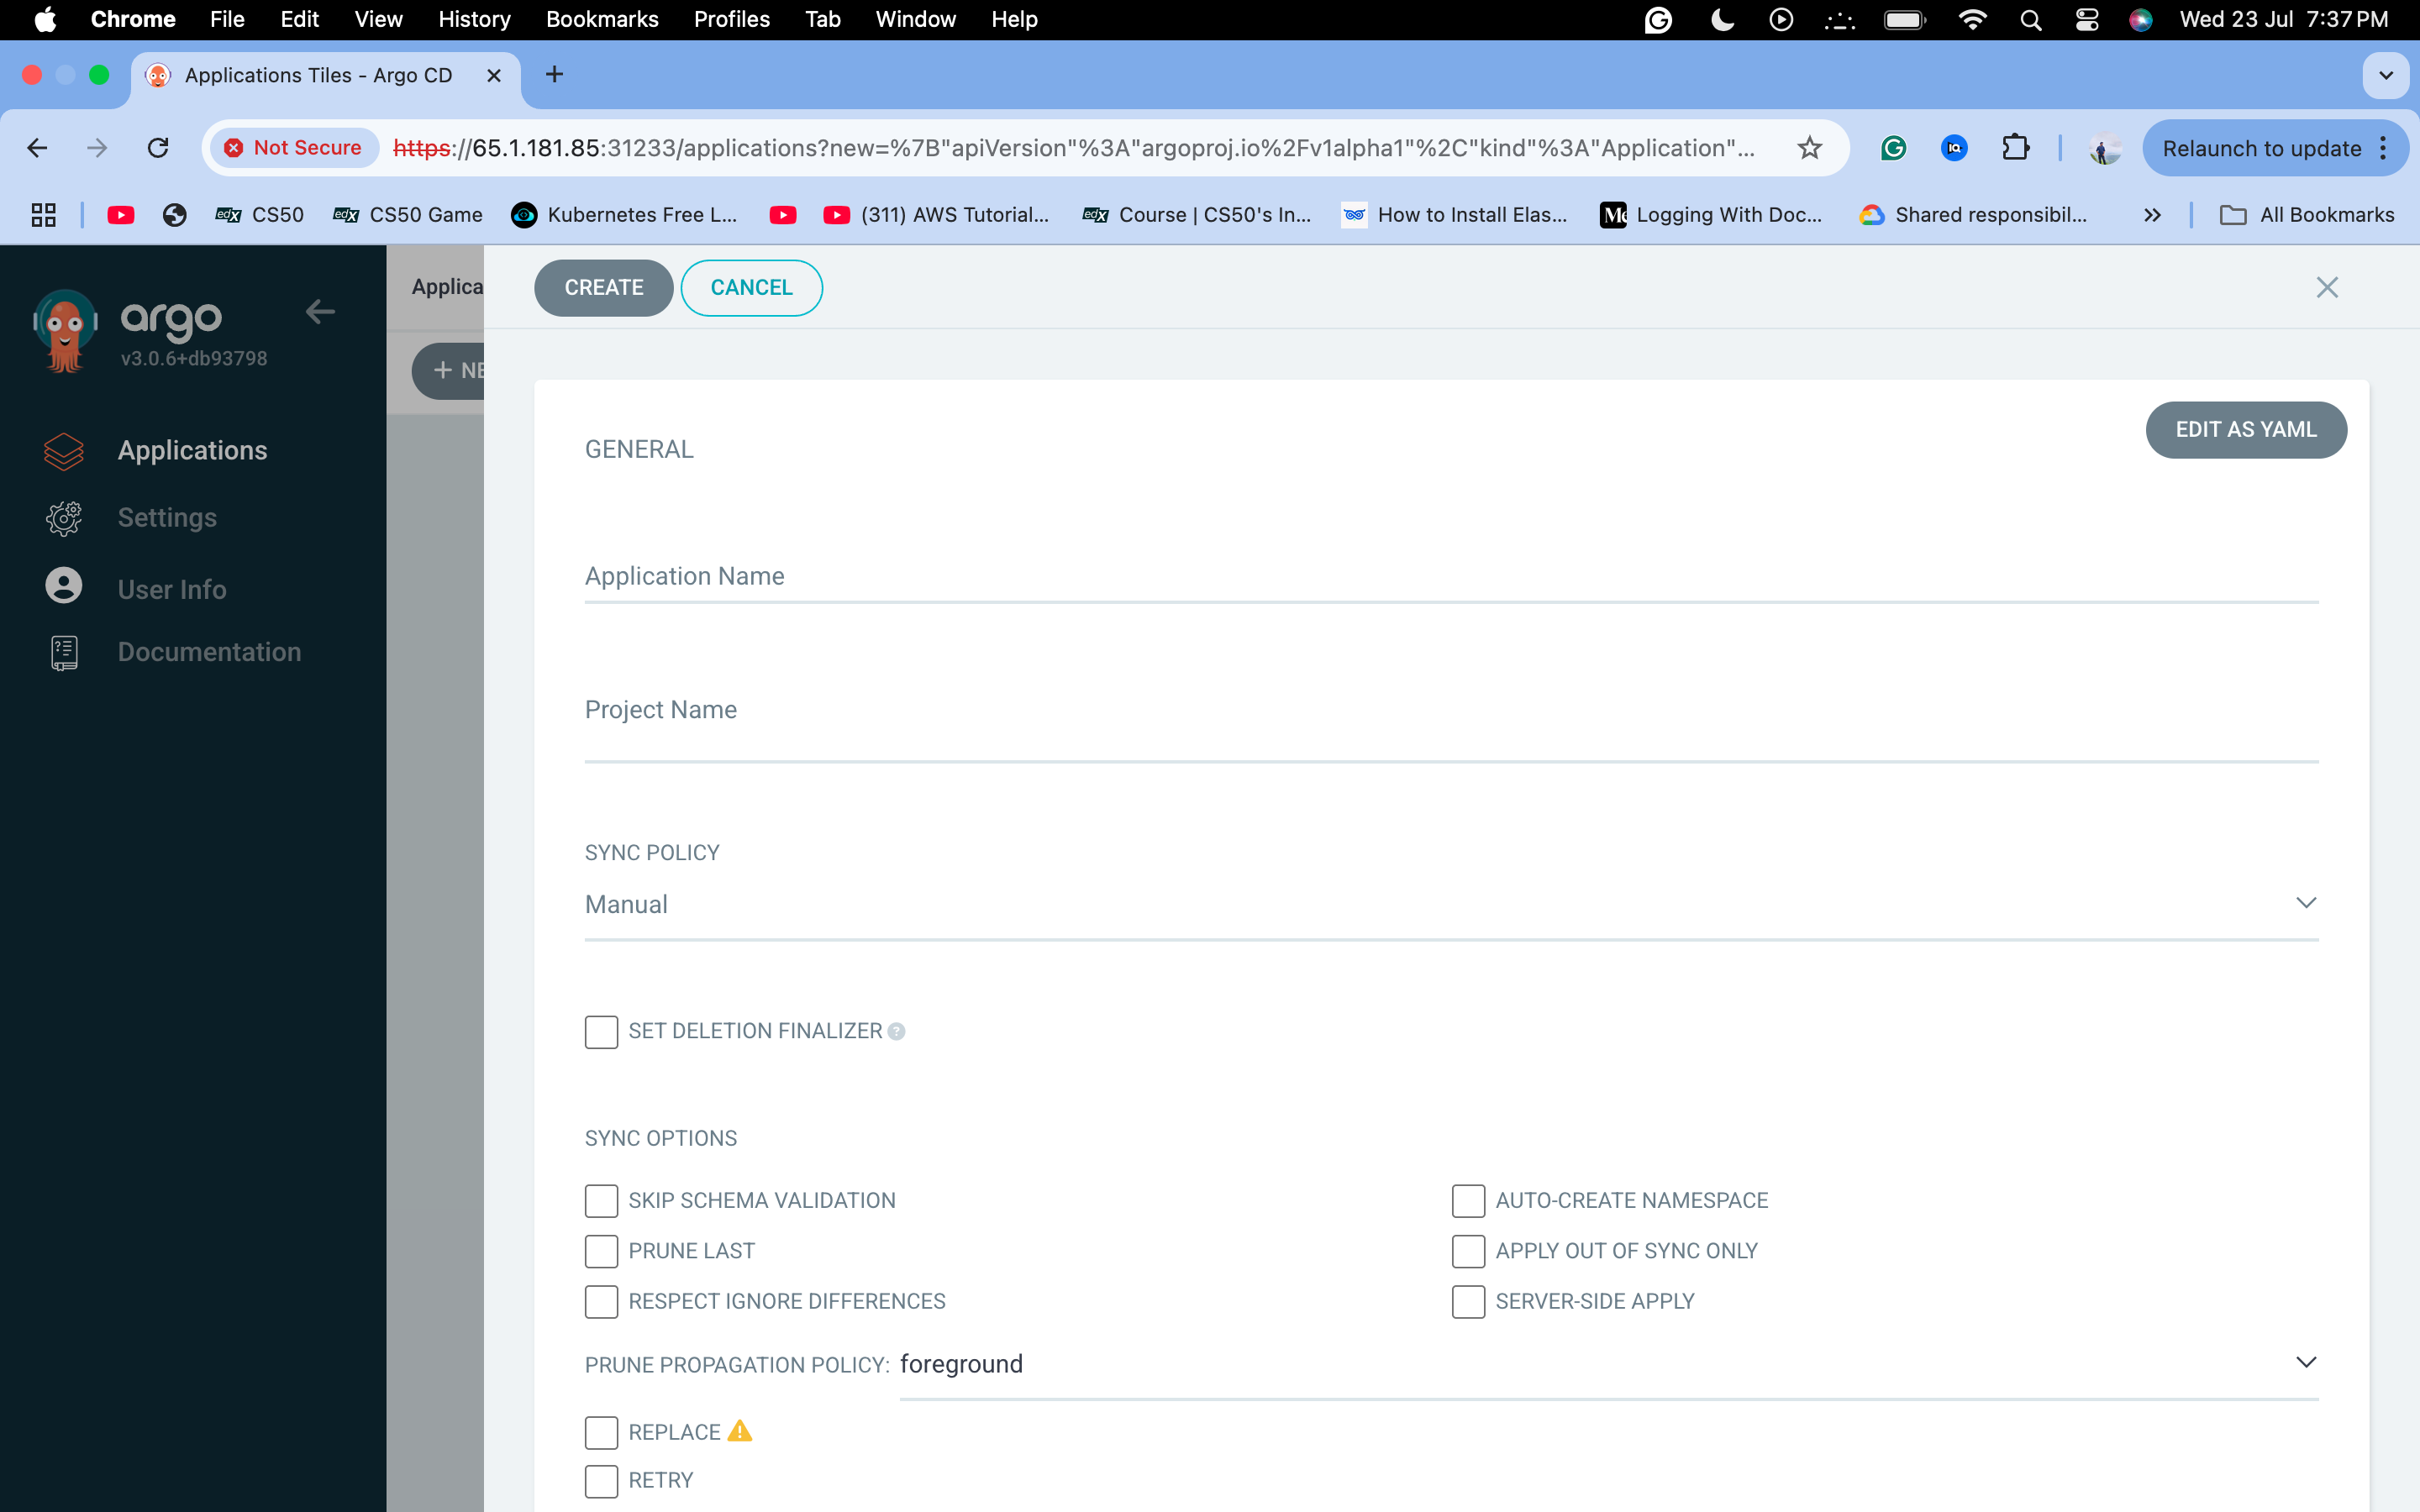 Chrome File Edit View History Bookmarks Profiles Tab Window Help Wed 23 Jul 7:37 PM
Applications Tiles - Argo CD
Not Secure https://65.1.181.85:31233/applications?new=%7B"apiVersion"%3A"argoproj.io%2Fv1alpha1"%2C"kind"%3A"Application"... Relaunch to update
edX CS50 edX CS50 Game Kubernetes Free L... (311) AWS Tutorial... edX Course | CS50's In... How to Install Elas... Logging With Doc... Shared responsibil... » All Bookmarks
argo
v3.0.6+db93798
Applications
Settings
User Info
Documentation
Applica
+ NE
CREATE CANCEL
GENERAL
EDIT AS YAML
Application Name
Project Name
SYNC POLICY
Manual
SET DELETION FINALIZER ?
SYNC OPTIONS
SKIP SCHEMA VALIDATION AUTO-CREATE NAMESPACE
PRUNE LAST APPLY OUT OF SYNC ONLY
RESPECT IGNORE DIFFERENCES SERVER-SIDE APPLY
PRUNE PROPAGATION POLICY: foreground
REPLACE
RETRY